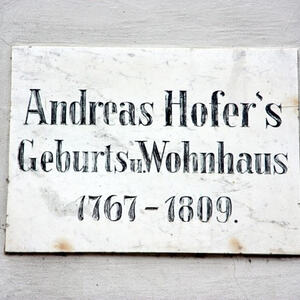 Andreas Hofer's
Geburts u. Wohnhaus
1767 - 1809.